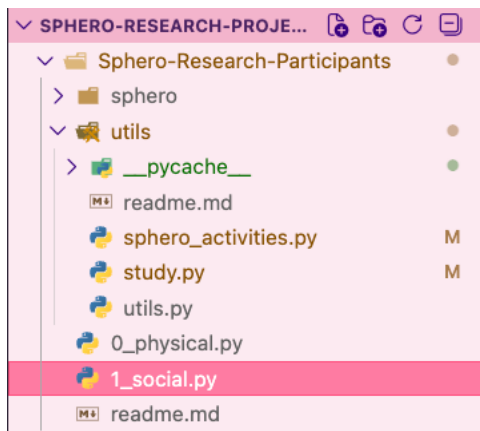 SPHERO-RESEARCH-PROJE...
Sphero-Research-Participants
sphero
utils
__pycache__
readme.md
sphero_activities.py M
study.py M
utils.py
0_physical.py
1_social.py
readme.md